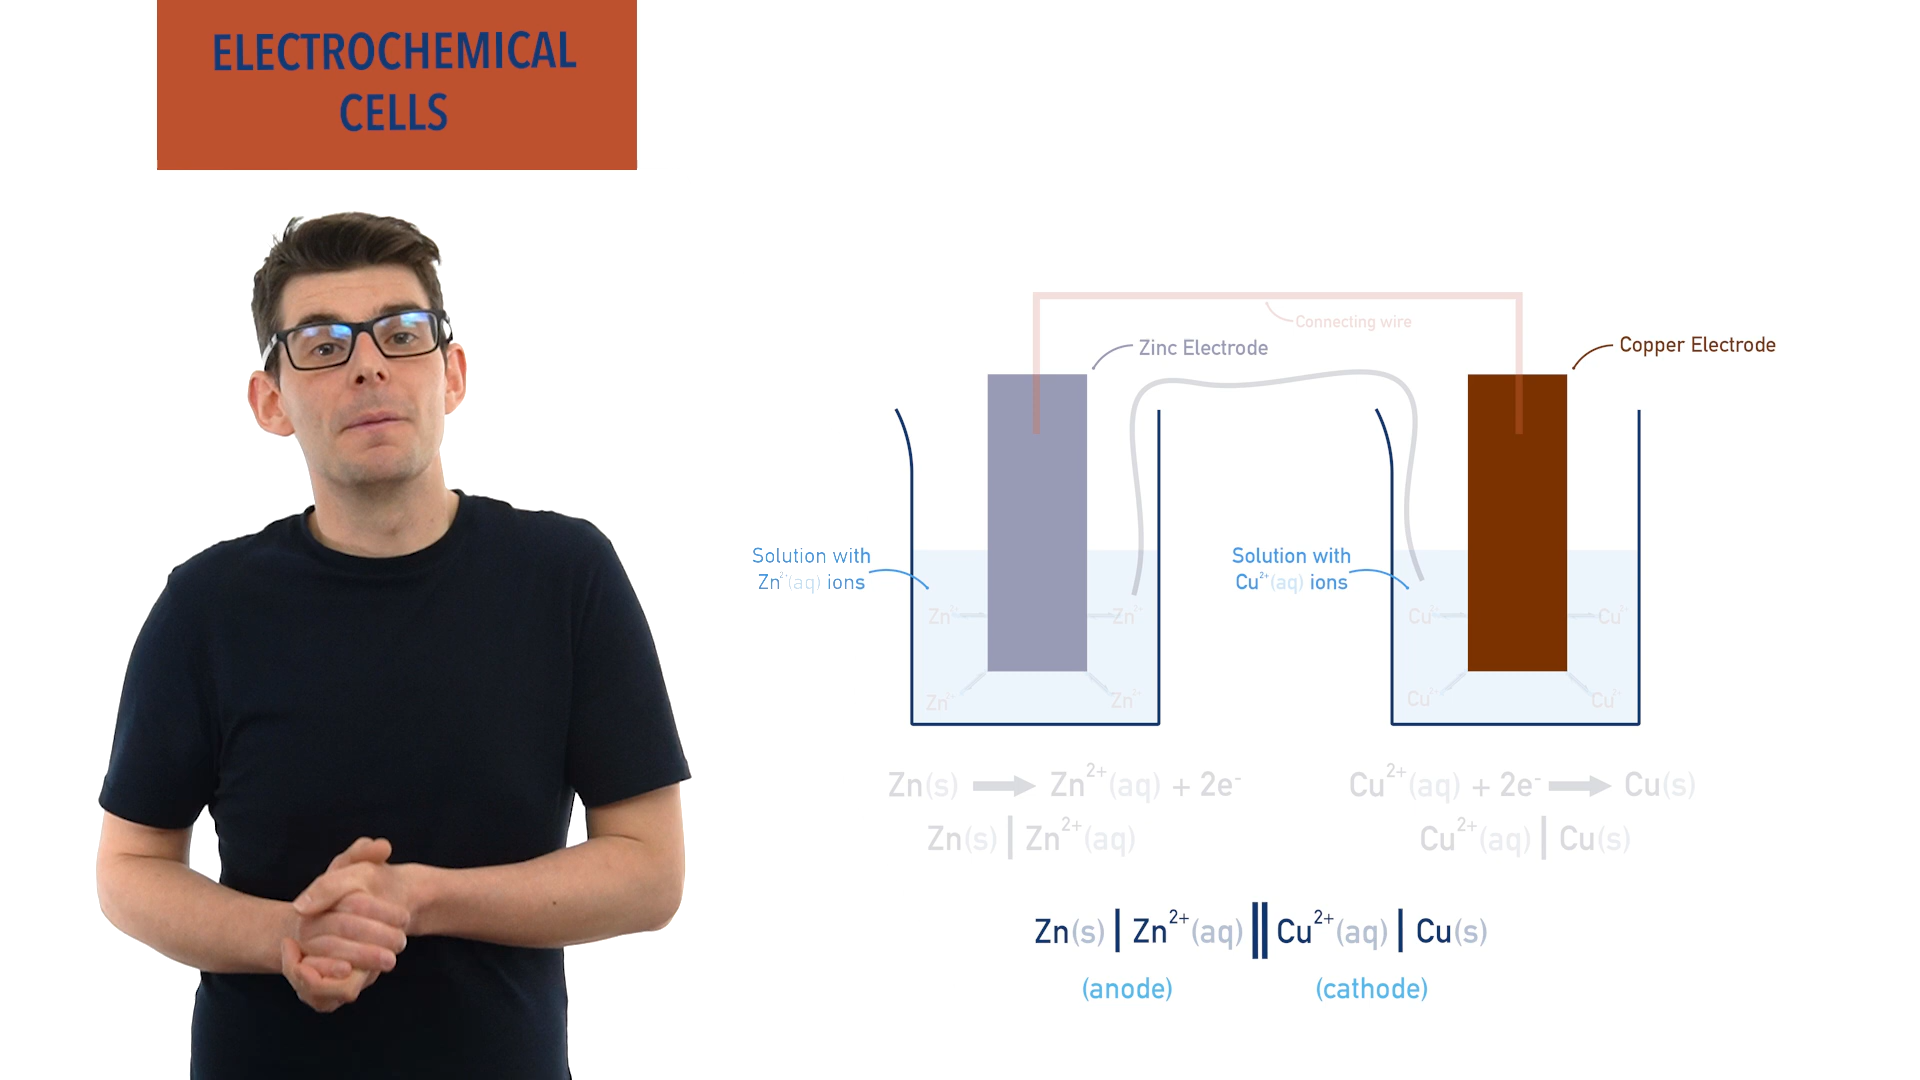 ELECTROCHEMICAL
CELLS
Connecting wire
Zinc Electrode
Copper Electrode
Solution with
Zn²⁺(aq) ions
Solution with
Cu²⁺(aq) ions
Zn²⁺ Zn²⁺
Cu²⁺ Cu²⁺
Zn²⁺ Zn²⁺
Cu²⁺ Cu²⁺
Zn(s) → Zn²⁺(aq) + 2e⁻
Cu²⁺(aq) + 2e⁻ → Cu(s)
Zn(s) | Zn²⁺(aq)
Cu²⁺(aq) | Cu(s)
Zn(s) | Zn²⁺(aq) || Cu²⁺(aq) | Cu(s)
(anode) (cathode)